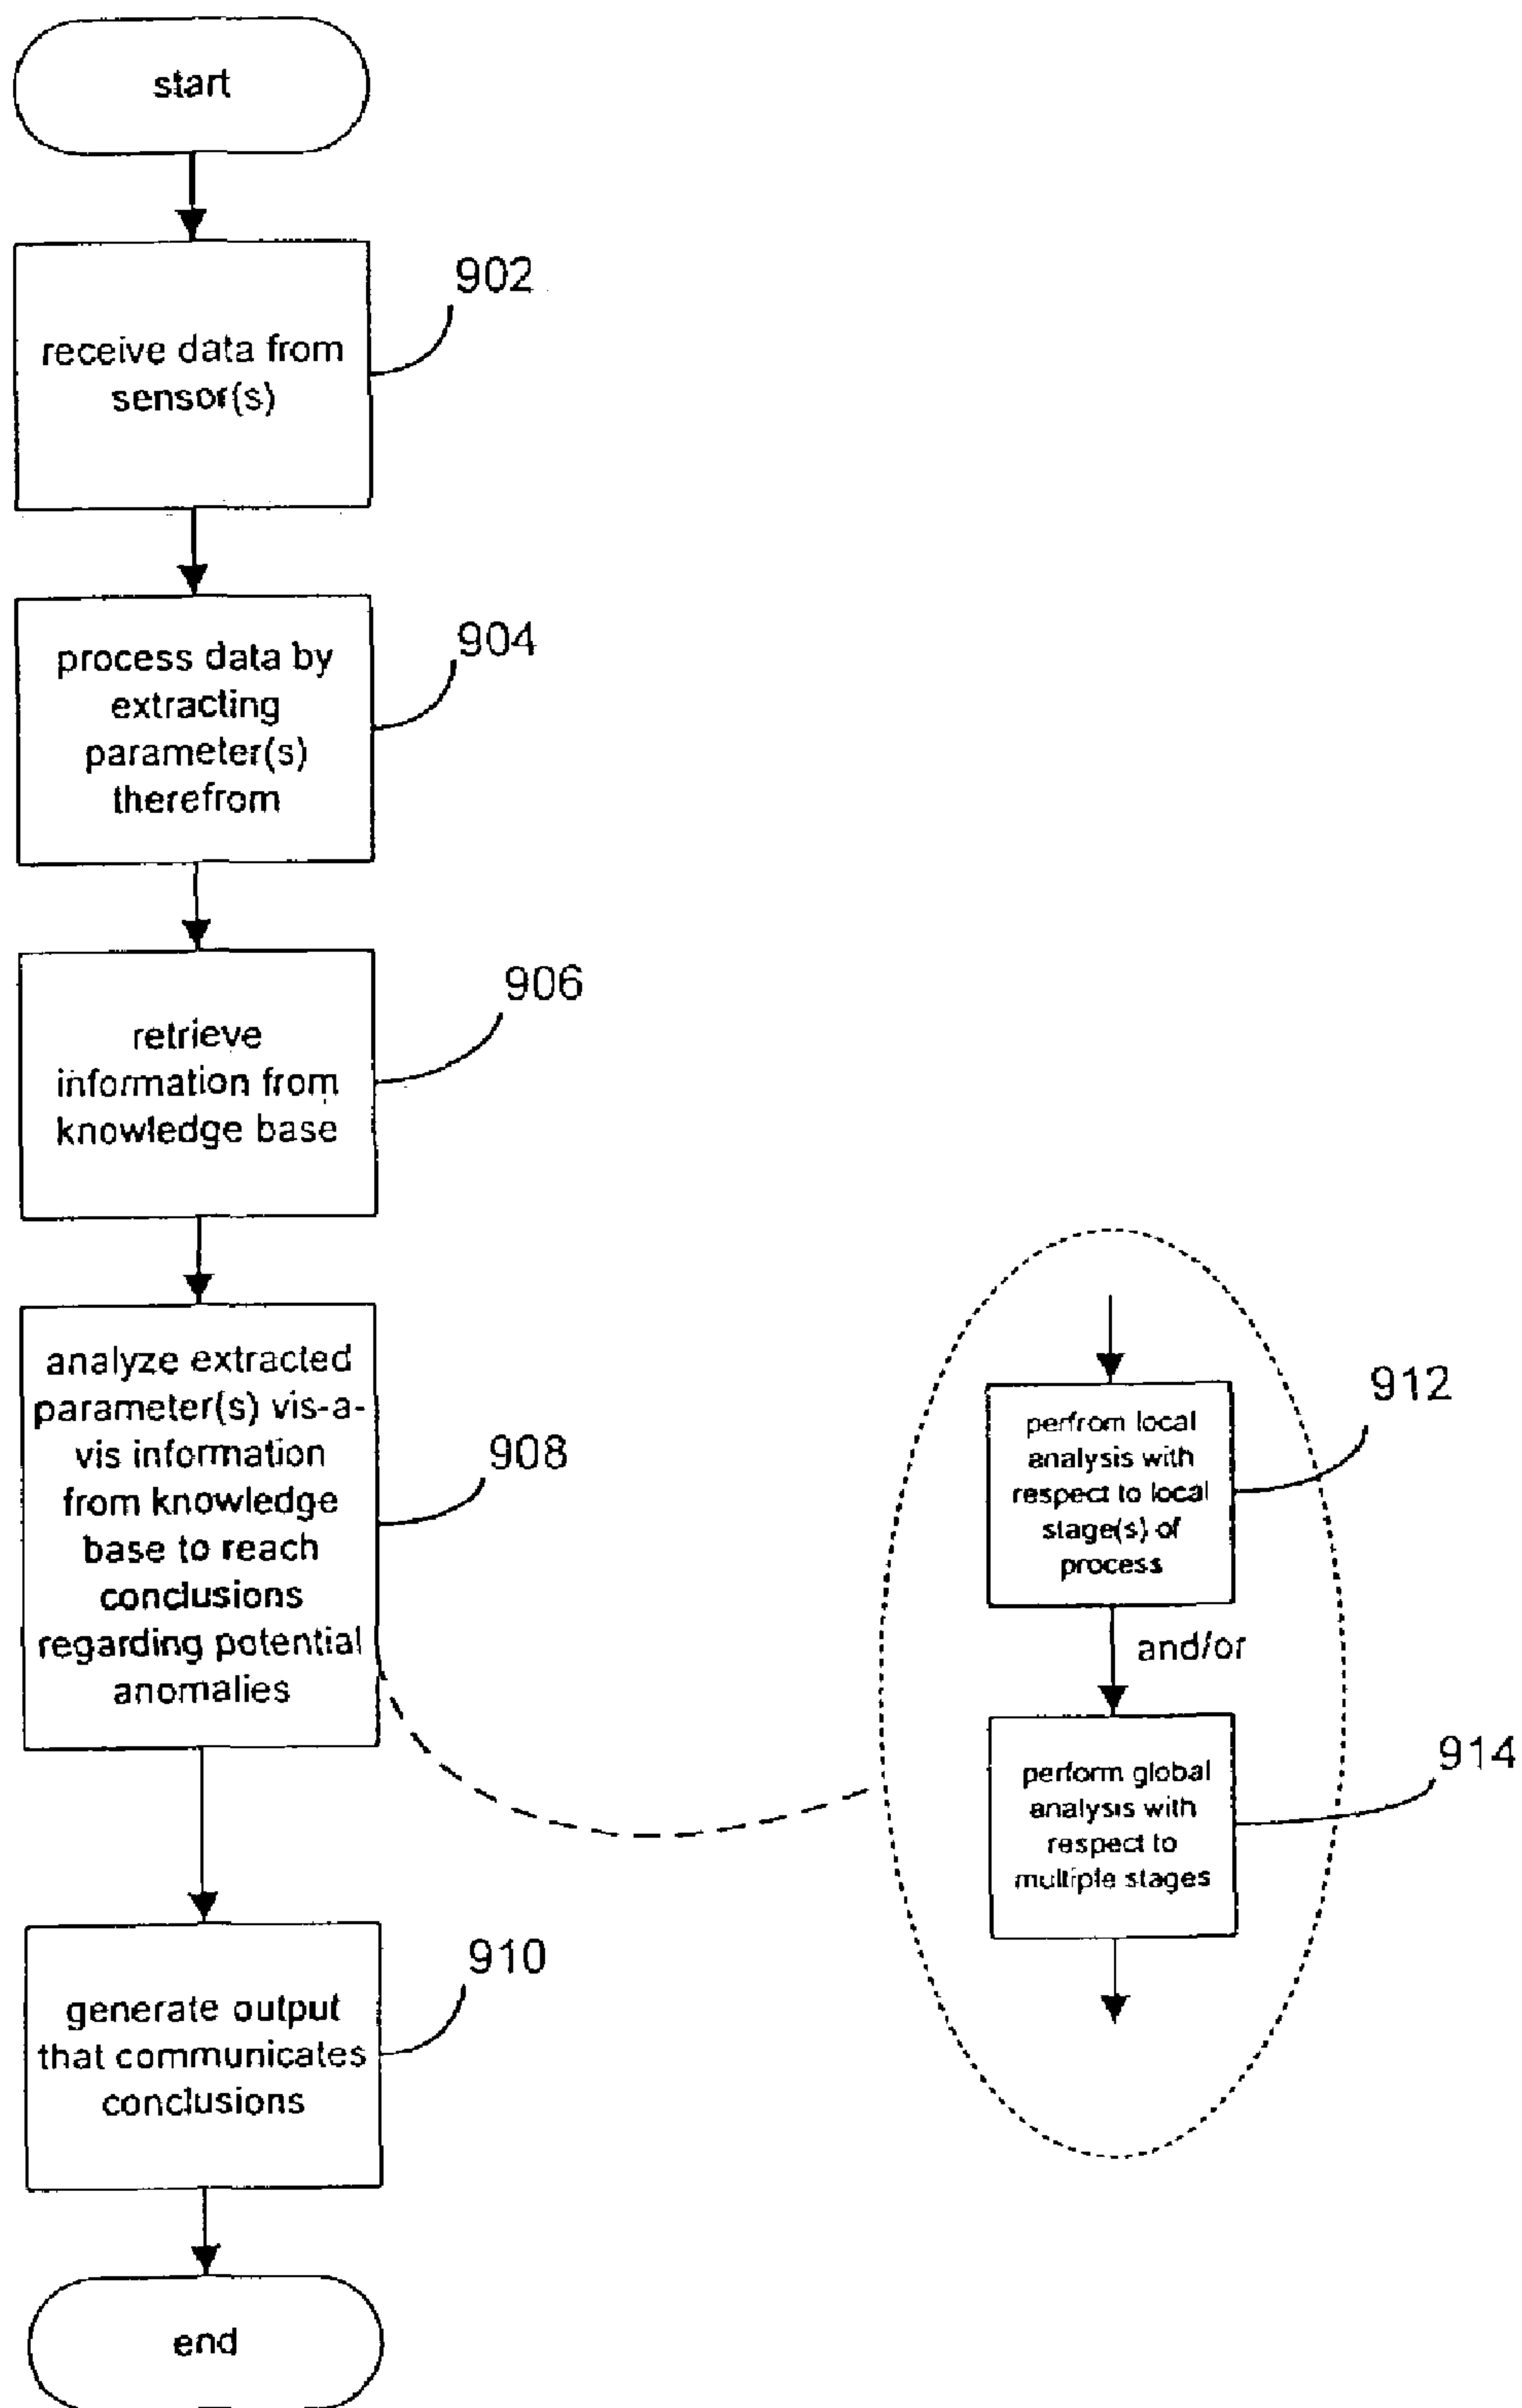 start
902
receive data from
sensor(s)
904
process data by
extracting
parameter(s)
therefrom
906
retrieve
information from
knowledge base
908
analyze extracted
parameter(s) vis-a-
vis information
from knowledge
base to reach
conclusions
regarding potential
anomalies
912
perfrom local
analysis with
respect to local
stage(s) of
process
and/or
914
perform global
analysis with
respect to
multiple stages
910
generate output
that communicates
conclusions
end